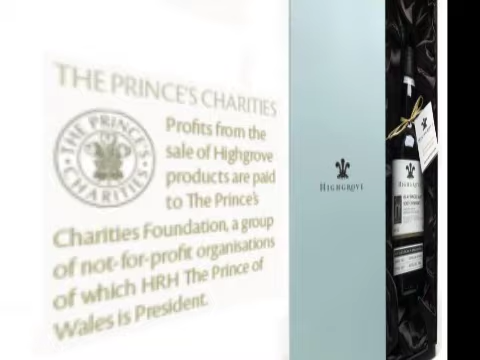 THE PRINCE'S CHARITIES
THE PRINCE'S
CHARITIES
Profits from the
sale of Highgrove
products are paid
to The Prince's
Charities Foundation, a group
of not-for-profit organisations
of which HRH The Prince of
Wales is President.
HIGHGROVE
HIGHGROVE